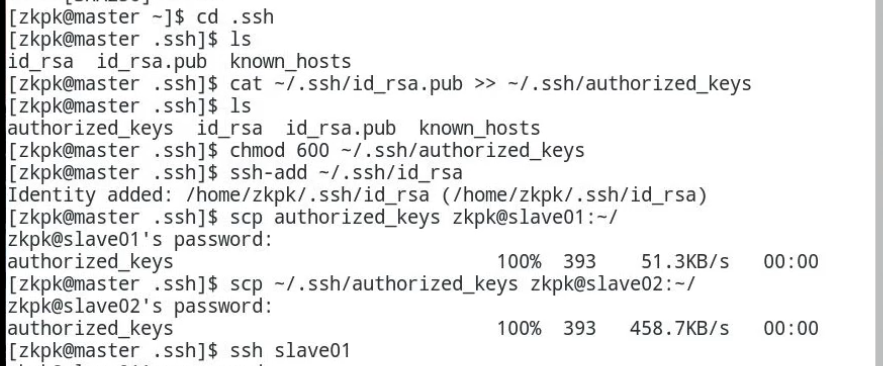 [zkpk@master ~]$ cd .ssh
[zkpk@master .ssh]$ ls
id_rsa  id_rsa.pub  known_hosts
[zkpk@master .ssh]$ cat ~/.ssh/id_rsa.pub >> ~/.ssh/authorized_keys
[zkpk@master .ssh]$ ls
authorized_keys  id_rsa  id_rsa.pub  known_hosts
[zkpk@master .ssh]$ chmod 600 ~/.ssh/authorized_keys
[zkpk@master .ssh]$ ssh-add ~/.ssh/id_rsa
Identity added: /home/zkpk/.ssh/id_rsa (/home/zkpk/.ssh/id_rsa)
[zkpk@master .ssh]$ scp authorized_keys zkpk@slave01:~/
zkpk@slave01's password:
authorized_keys                              100%  393    51.3KB/s   00:00
[zkpk@master .ssh]$ scp ~/.ssh/authorized_keys zkpk@slave02:~/
zkpk@slave02's password:
authorized_keys                              100%  393   458.7KB/s   00:00
[zkpk@master .ssh]$ ssh slave01